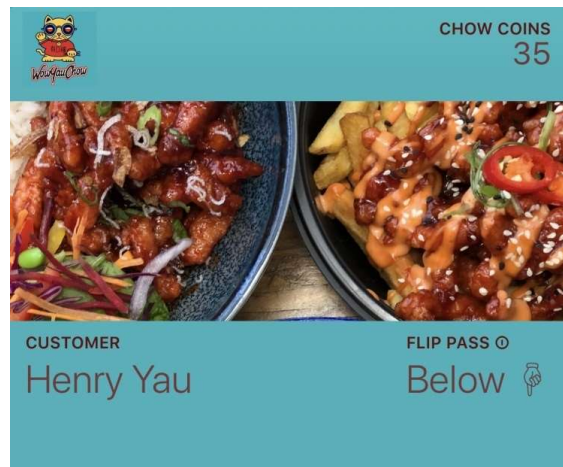 WowYauChow
CHOW COINS
35
CUSTOMER
FLIP PASS
Henry Yau
Below